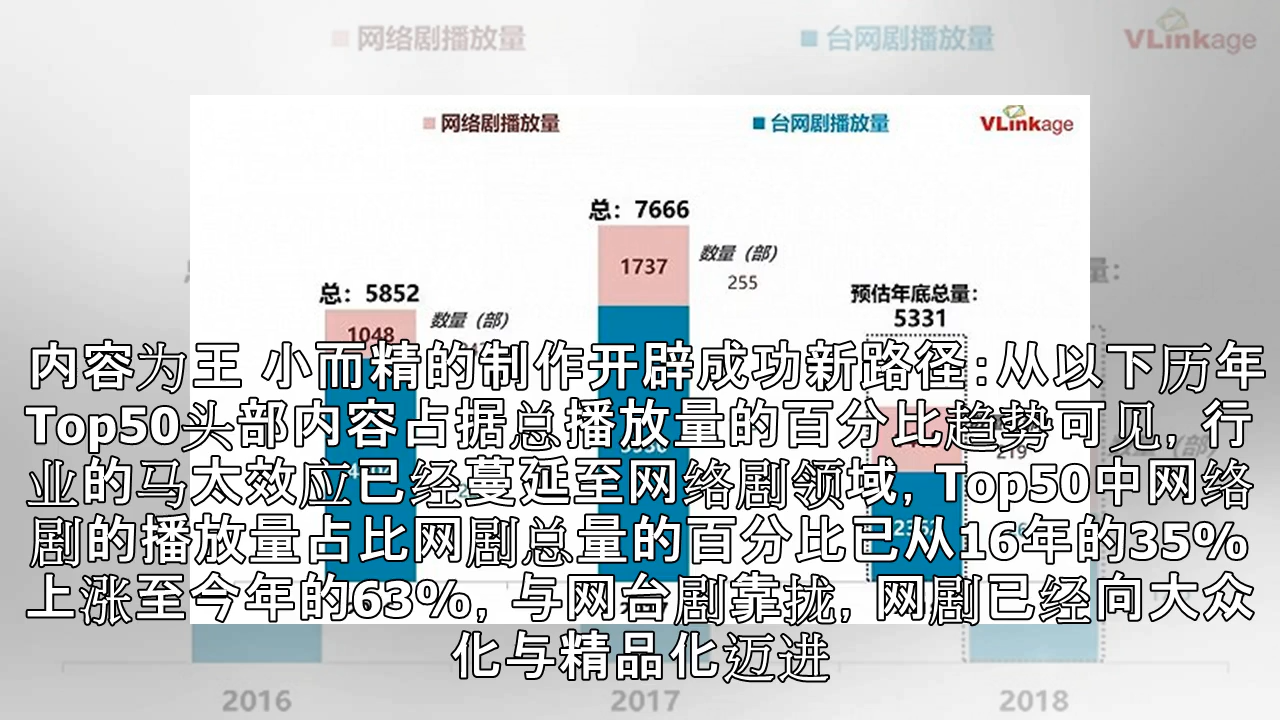 网络剧播放量
台网剧播放量
VLinkage
网络剧播放量
台网剧播放量
VLinkage
总：7666
1737
数量（部）
255
总：5852
1048
数量（部）
预估年底总量：
5331
内容为王 小而精的制作开辟成功新路径：从以下历年
Top50头部内容占据总播放量的百分比趋势可见，行
业的马太效应已经蔓延至网络剧领域，Top50中网络
剧的播放量占比网剧总量的百分比已从16年的35%
上涨至今年的63%，与网台剧靠拢，网剧已经向大众
化与精品化迈进
219
2016
2017
2018